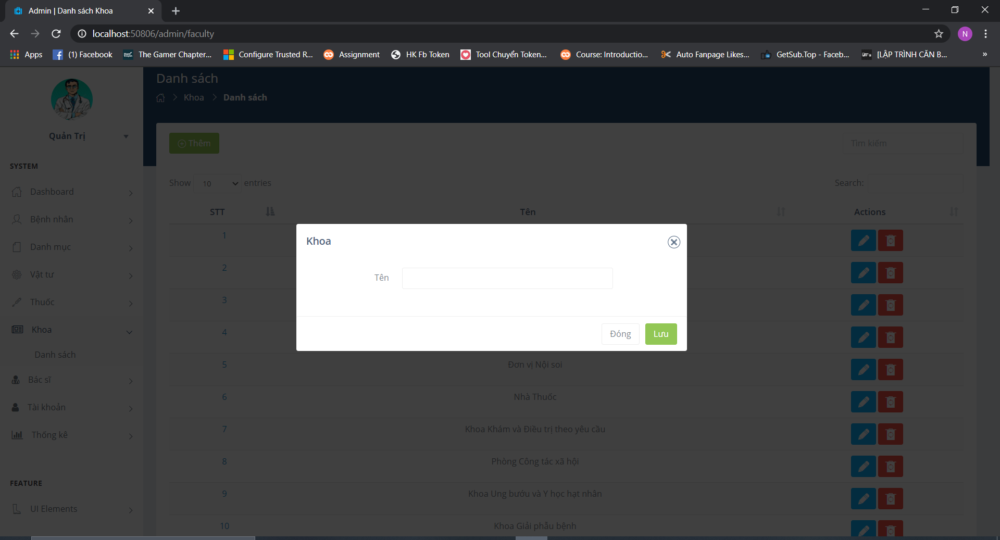 Admin | Danh sách Khoa
localhost:50806/admin/faculty
N
Apps (1) Facebook The Gamer Chapter... Configure Trusted R... Assignment HK Fb Token Tool Chuyển Token... Course: Introductio... Auto Fanpage Likes... GetSub.Top - Faceb... [LẬP TRÌNH CĂN B... »
Danh sách
Khoa > Danh sách
Quản Trị
SYSTEM
Dashboard
Bệnh nhân
Danh mục
Vật tư
Thuốc
Khoa
Danh sách
Bác sĩ
Tài khoản
Thống kê
FEATURE
UI Elements
Thêm
Tìm kiếm
Show 10 entries
Search:
STT Tên Actions
1
2
3
4
5 Đơn vị Nội soi
6 Nhà Thuốc
7 Khoa Khám và Điều trị theo yêu cầu
8 Phòng Công tác xã hội
9 Khoa Ung bướu và Y học hạt nhân
10 Khoa Giải phẫu bệnh
Khoa
Tên
Đóng Lưu